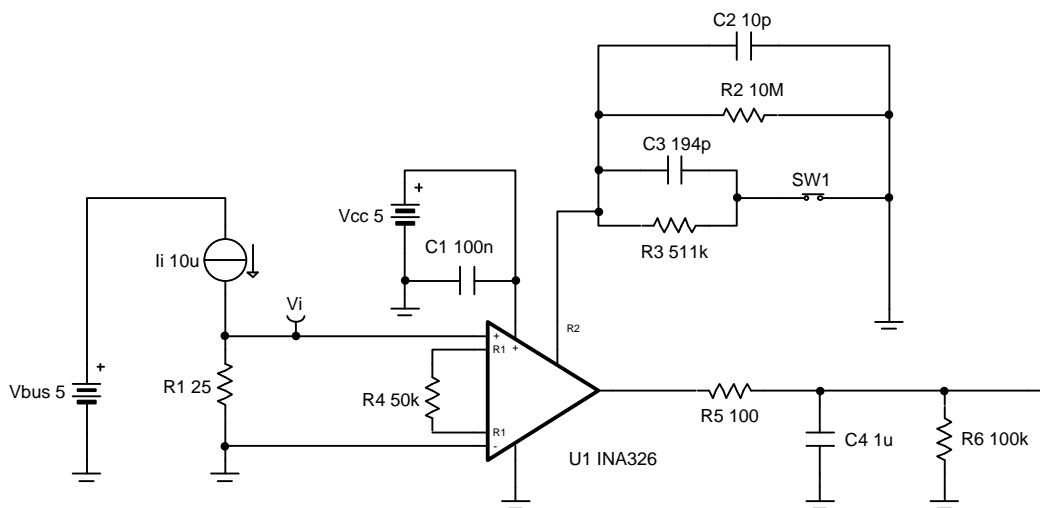 C2 10p
R2 10M
C3 194p
SW1
R3 511k
+
Vcc 5
C1 100n
Ii 10u
Vi
R2
+
R1
+
+
Vbus 5
R1 25
R4 50k
R1
-
R5 100
U1 INA326
C4 1u
R6 100k